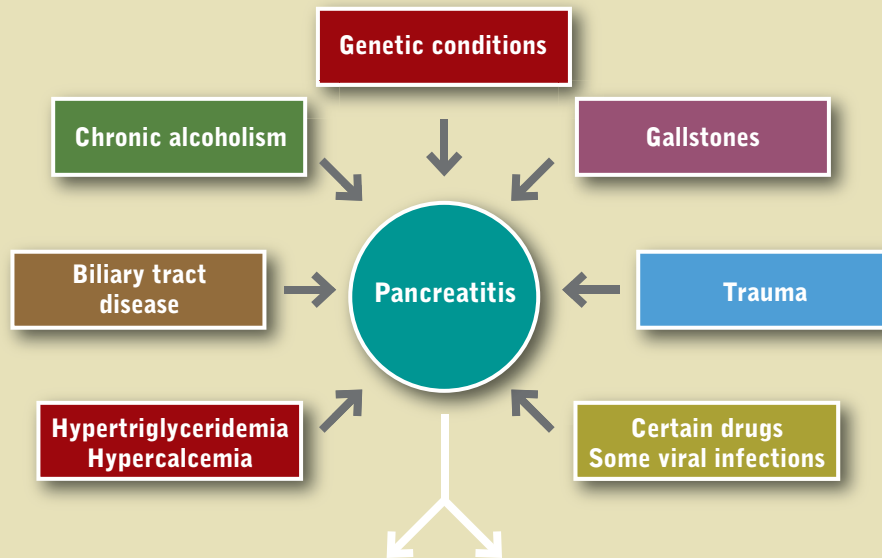 Genetic conditions
Chronic alcoholism
Gallstones
Biliary tract
disease
Pancreatitis
Trauma
Hypertriglyceridemia
Hypercalcemia
Certain drugs
Some viral infections